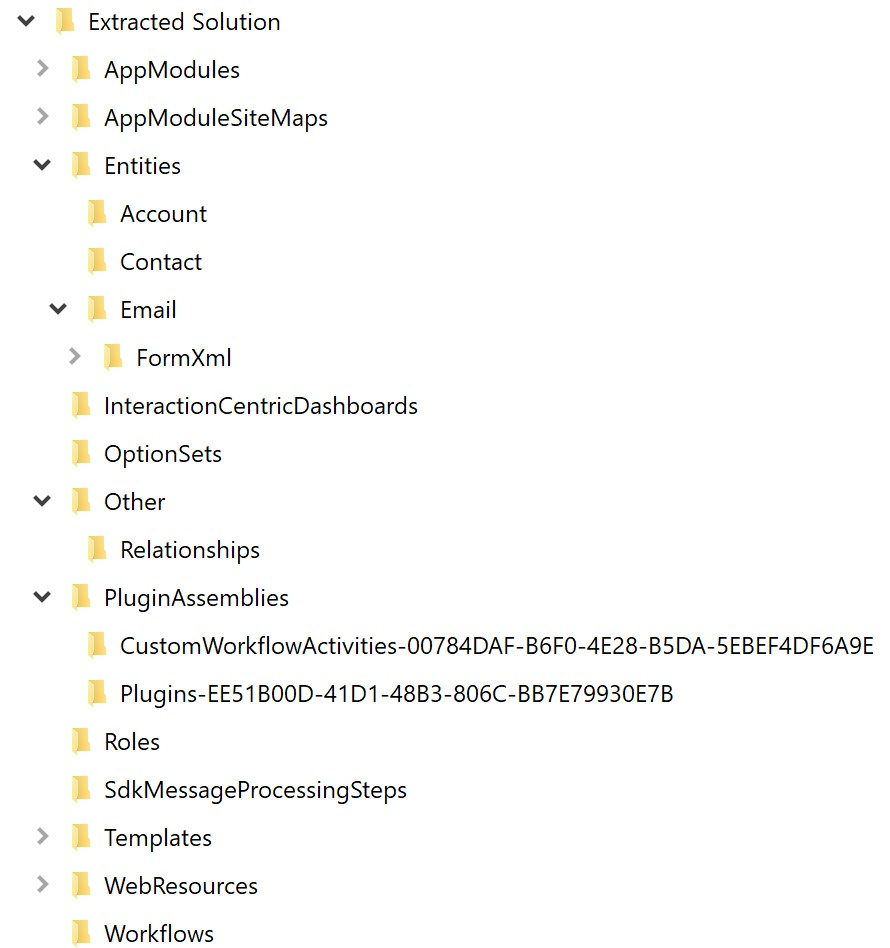 Extracted Solution
AppModules
AppModuleSiteMaps
Entities
Account
Contact
Email
FormXml
InteractionCentricDashboards
OptionSets
Other
Relationships
PluginAssemblies
CustomWorkflowActivities-00784DAF-B6F0-4E28-B5DA-5EBEF4DF6A9E
Plugins-EE51B00D-41D1-48B3-806C-BB7E79930E7B
Roles
SdkMessageProcessingSteps
Templates
WebResources
Workflows